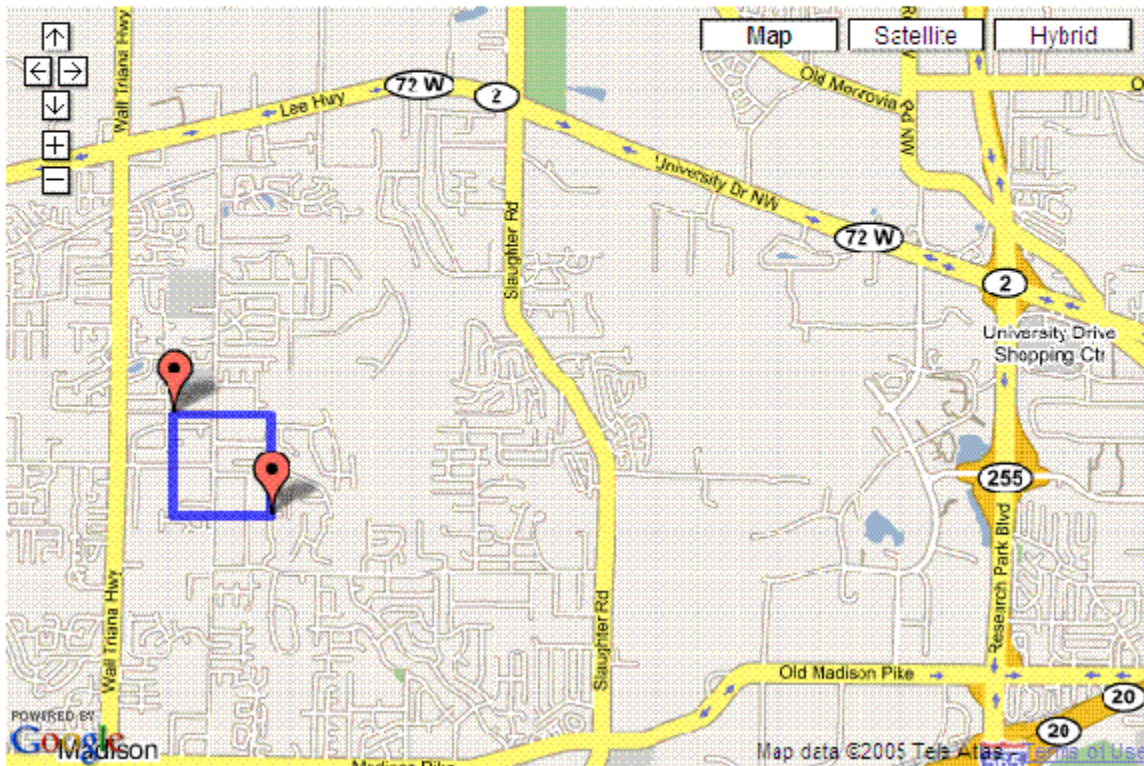 Map
Satellite
Hybrid
Wall Triana Hwy
Lee Hwy
72 W
2
Old Monrovia Rd NW
University Dr NW
72 W
Slaughter Rd
2
University Drive
Shopping Ctr
255
Research Park Blvd
Wall Triana Hwy
Slaughter Rd
Old Madison Pike
20
20
POWERED BY
Google
Madison
Madison Pike
Map data ©2005 Tele Atlas - Terms of Use